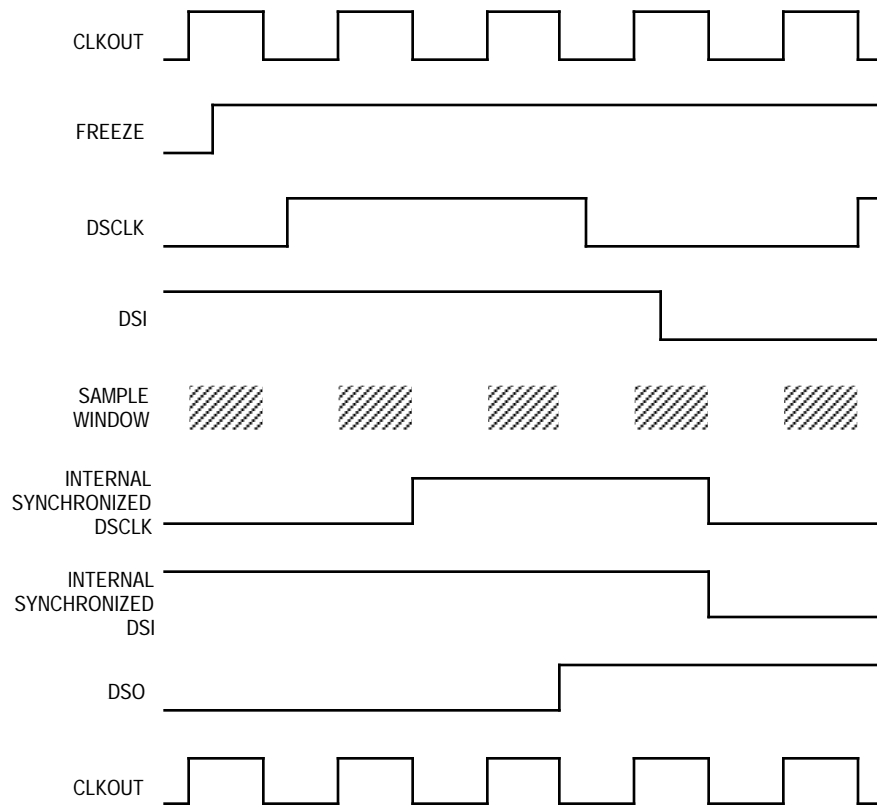 CLKOUT
FREEZE
DSCLK
DSI
SAMPLE
WINDOW
INTERNAL
SYNCHRONIZED
DSCLK
INTERNAL
SYNCHRONIZED
DSI
DSO
CLKOUT